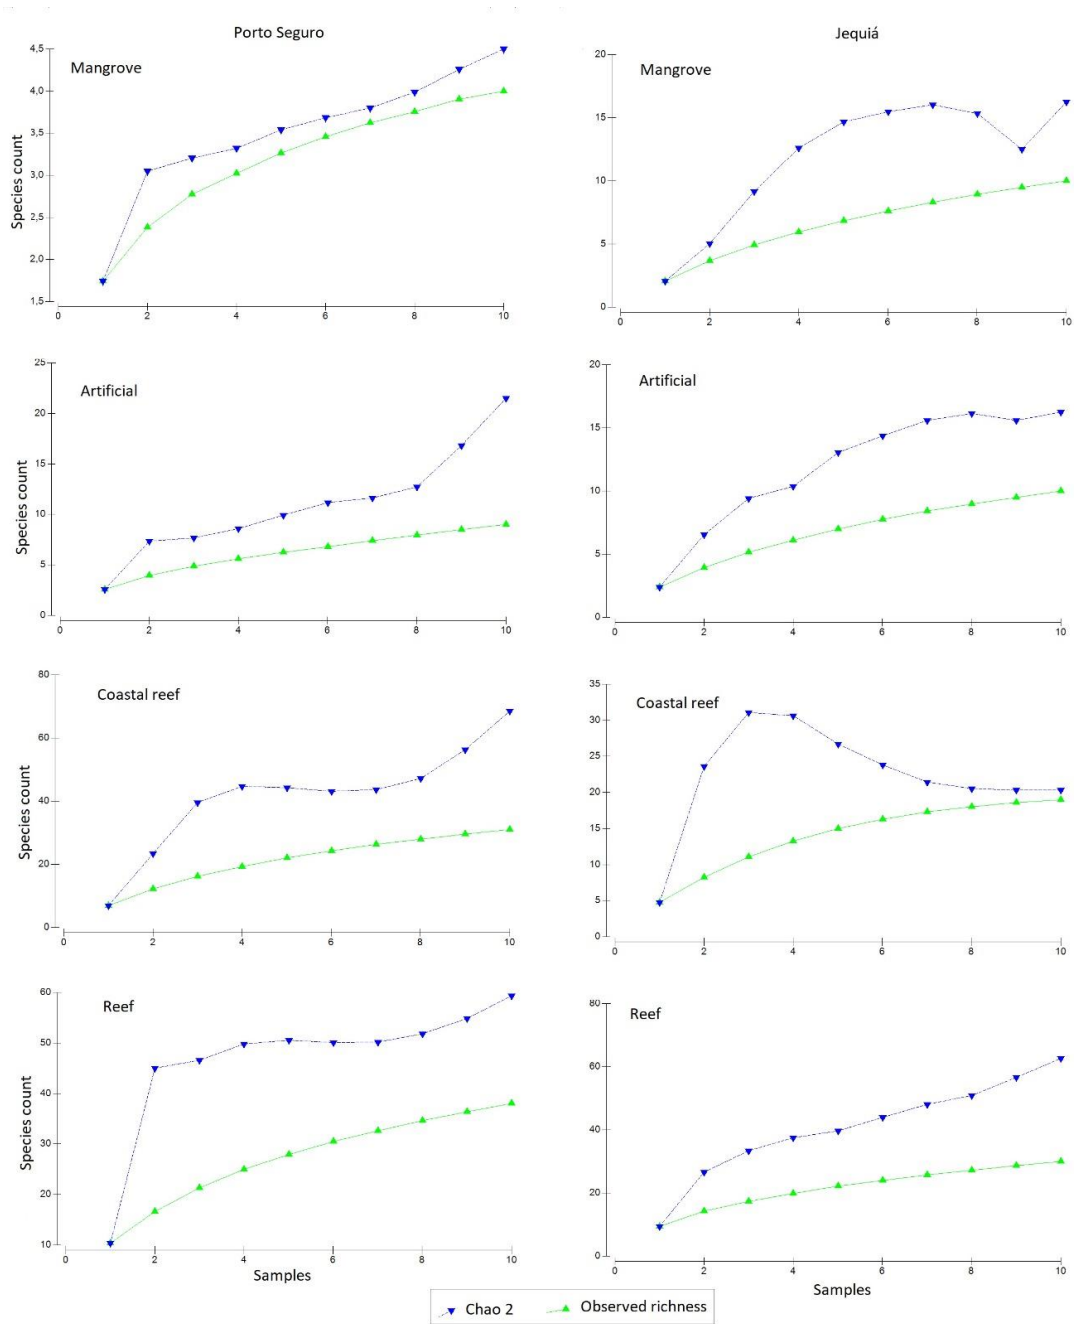 Porto Seguro
Jequiá
Mangrove
Species count
4,5
4,0
3,5
3,0
2,5
2,0
1,5
0 2 4 6 8 10
Mangrove
20
15
10
5
0
0 2 4 6 8 10
Artificial
Species count
25
20
15
10
5
0
0 2 4 6 8 10
Artificial
20
15
10
5
0
0 2 4 6 8 10
Coastal reef
Species count
80
60
40
20
0
0 2 4 6 8 10
Coastal reef
35
30
25
20
15
10
5
0
0 2 4 6 8 10
Reef
Species count
60
50
40
30
20
10
0 2 4 6 8 10
Samples
Reef
80
60
40
20
0
0 2 4 6 8 10
Samples
Chao 2 Observed richness